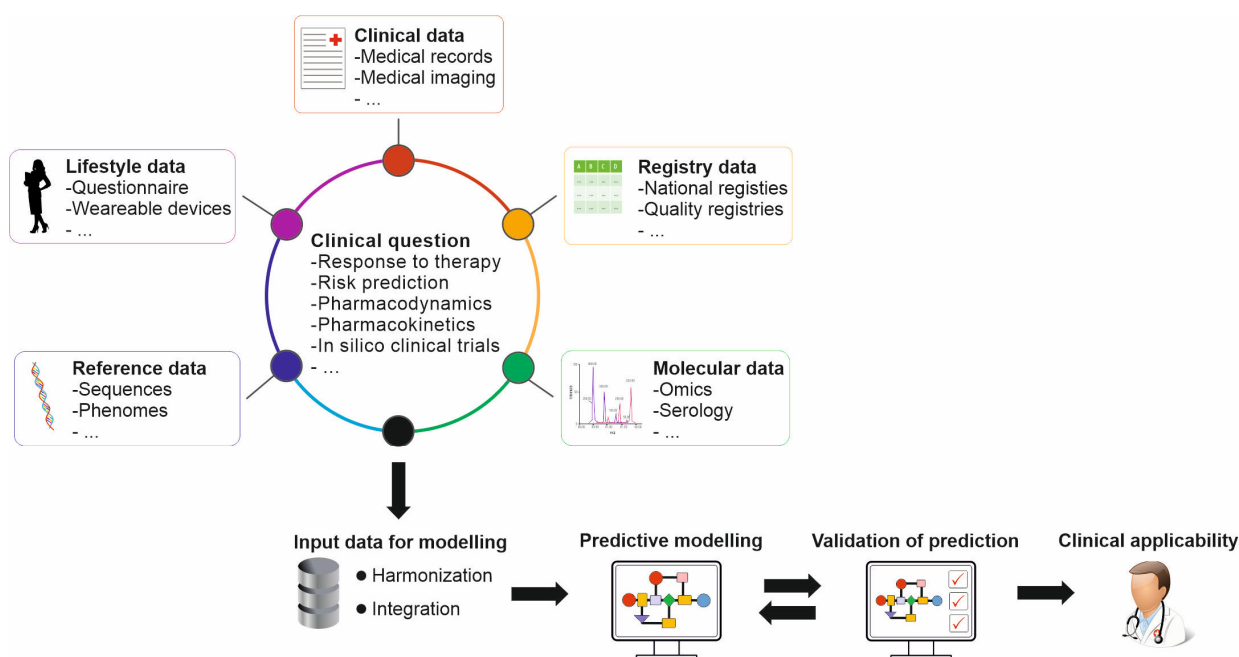 Clinical data
-Medical records
-Medical imaging
- ...
Lifestyle data
-Questionnaire
-Weareable devices
- ...
Registry data
-National registies
-Quality registries
- ...
A B C D
Clinical question
-Response to therapy
-Risk prediction
-Pharmacodynamics
-Pharmacokinetics
-In silico clinical trials
- ...
Reference data
-Sequences
-Phenomes
- ...
Molecular data
-Omics
-Serology
- ...
Input data for modelling
● Harmonization
● Integration
Predictive modelling
Validation of prediction
Clinical applicability